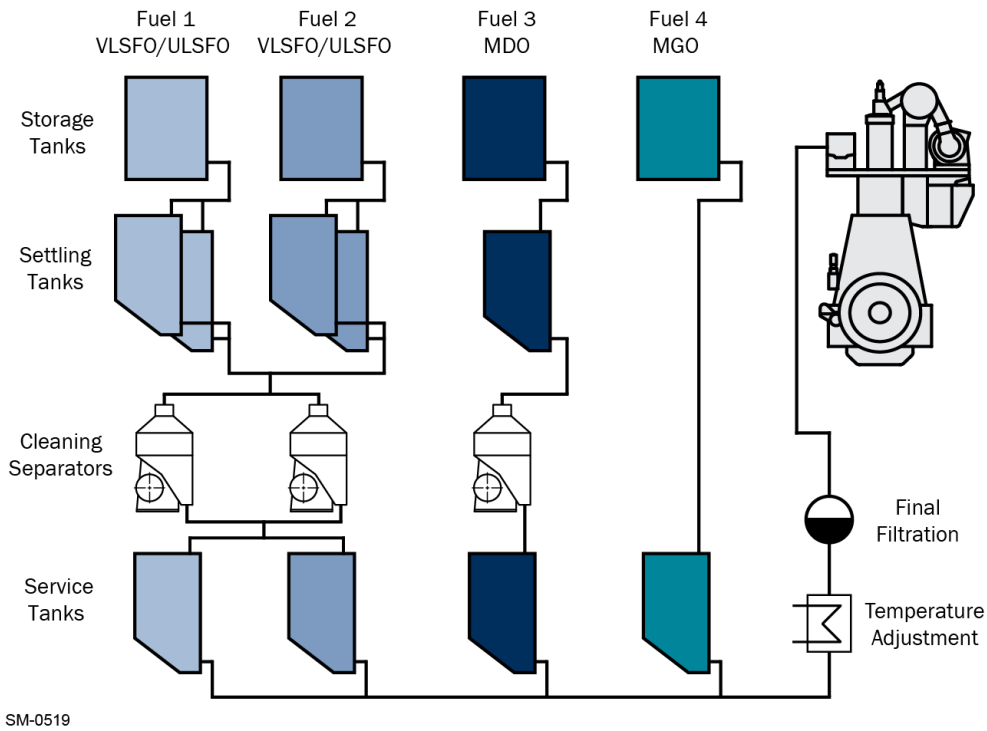 Fuel 1
VLSFO/ULSFO
Fuel 2
VLSFO/ULSFO
Fuel 3
MDO
Fuel 4
MGO
Storage
Tanks
Settling
Tanks
Cleaning
Separators
Final
Filtration
Service
Tanks
Temperature
Adjustment
SM-0519